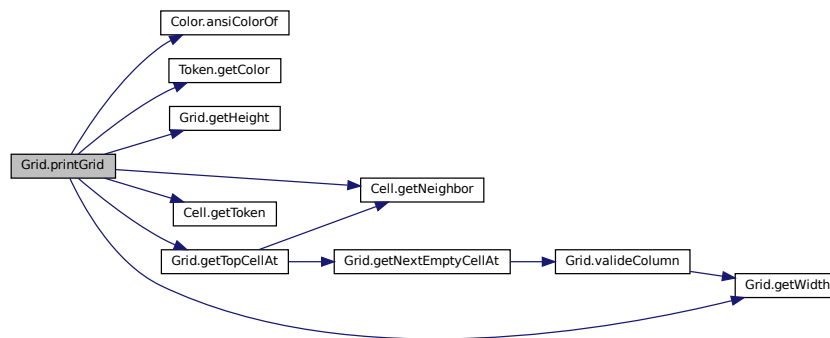 Color.ansiColorOf
Token.getColor
Grid.getHeight
Grid.printGrid
Cell.getNeighbor
Cell.getToken
Grid.getTopCellAt
Grid.getNextEmptyCellAt
Grid.valideColumn
Grid.getWidth